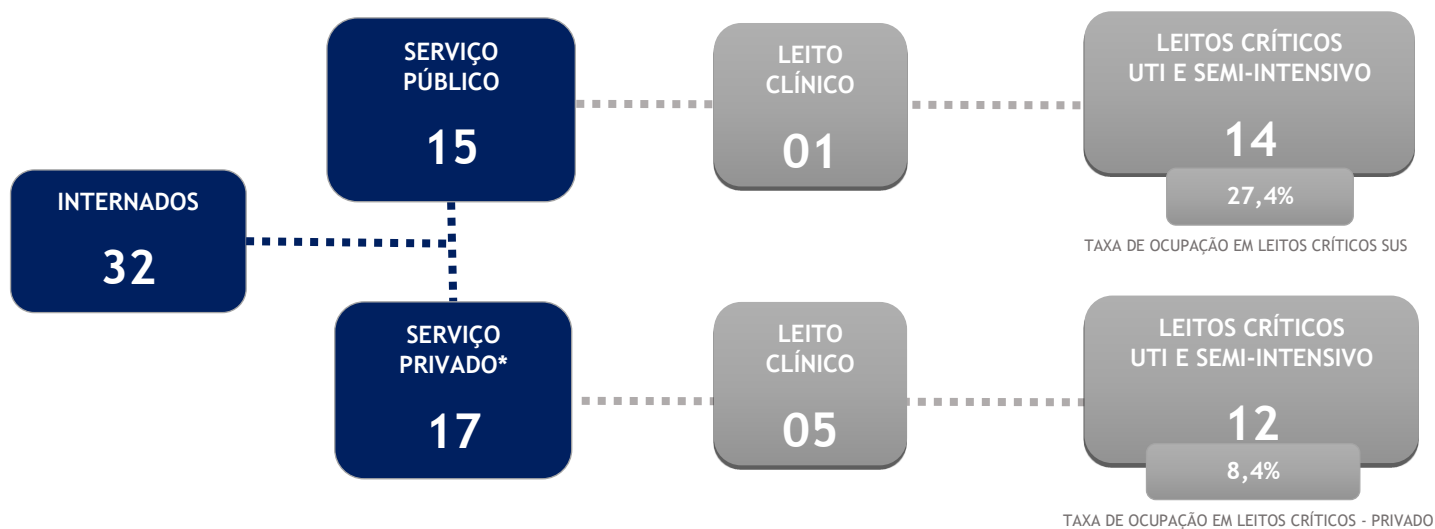 INTERNADOS
32
SERVIÇO
PÚBLICO
15
LEITO
CLÍNICO
01
LEITOS CRÍTICOS
UTI E SEMI-INTENSIVO
14
27,4%
TAXA DE OCUPAÇÃO EM LEITOS CRÍTICOS SUS
SERVIÇO
PRIVADO*
17
LEITO
CLÍNICO
05
LEITOS CRÍTICOS
UTI E SEMI-INTENSIVO
12
8,4%
TAXA DE OCUPAÇÃO EM LEITOS CRÍTICOS - PRIVADO